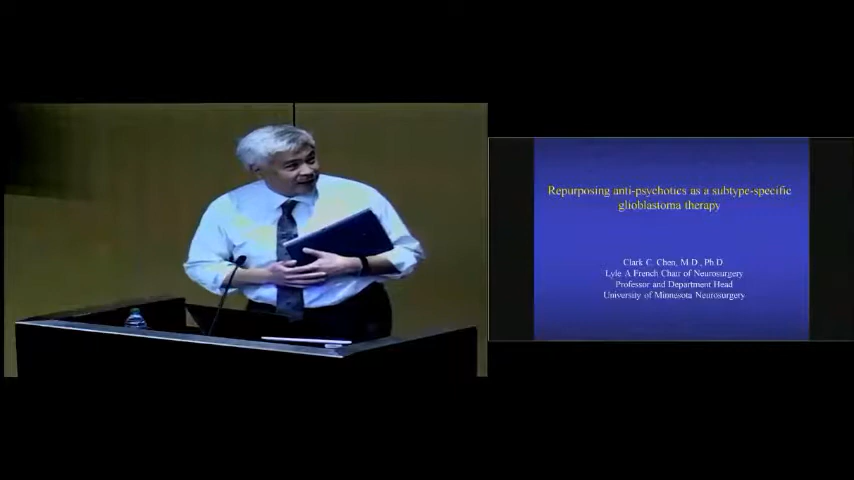 Repurposing anti-psychotics as a subtype-specific
glioblastoma therapy
Clark C. Chen, M.D., Ph.D
Lyle A French Chair of Neurosurgery
Professor and Department Head
University of Minnesota Neurosurgery